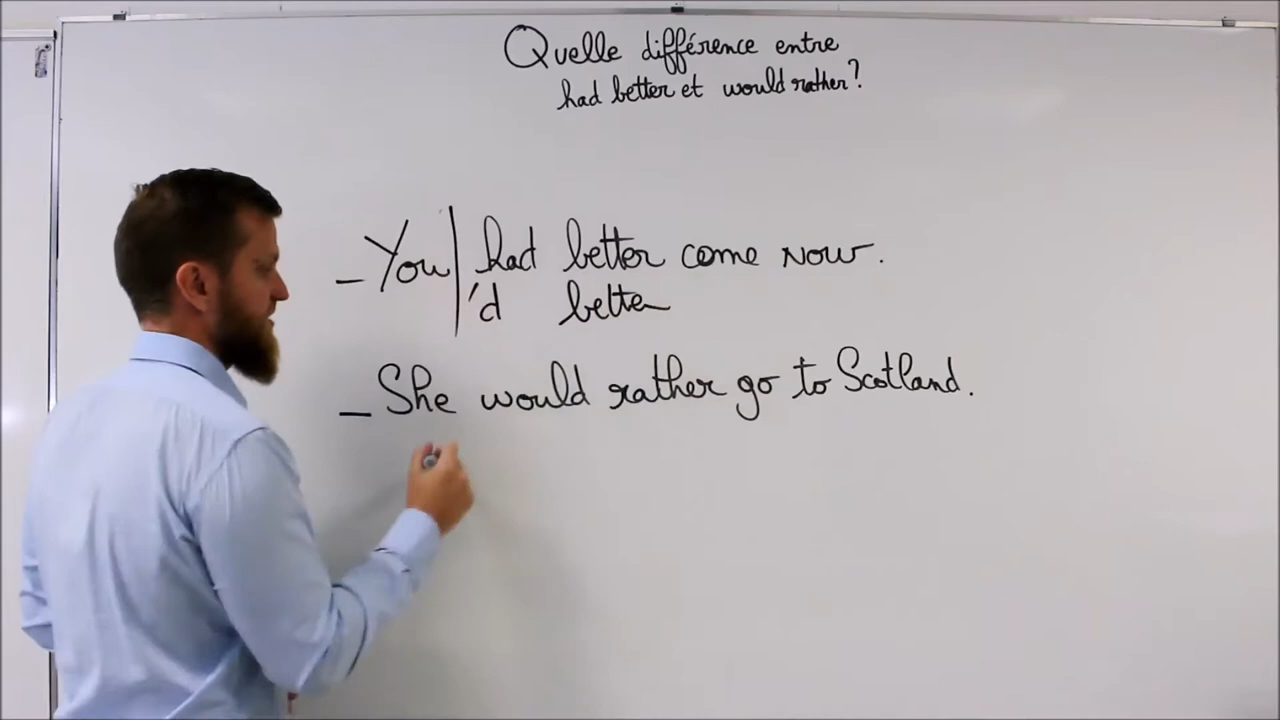 Quelle différence entre
had better et would rather?
_ You | had better come now.
'd better
_ She would rather go to Scotland.